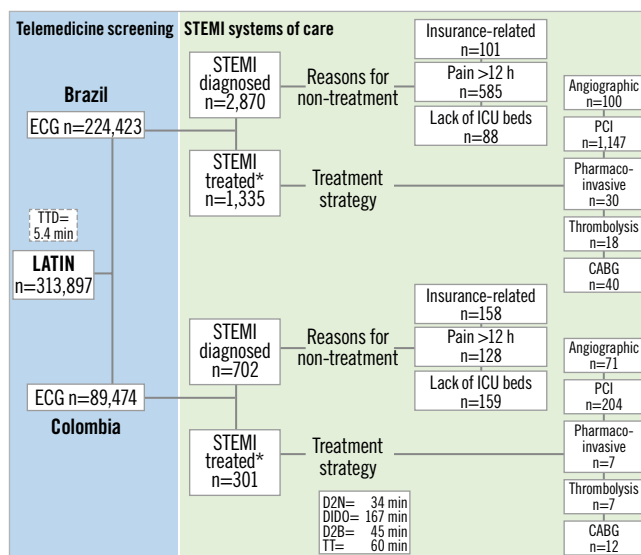 Telemedicine screening
STEMI systems of care
Brazil
ECG n=224,423
TTD=
5.4 min
LATIN
n=313,897
ECG n=89,474
Colombia
STEMI
diagnosed
n=2,870
Reasons for
non-treatment
Insurance-related
n=101
Pain >12 h
n=585
Lack of ICU beds
n=88
STEMI
treated*
n=1,335
Treatment
strategy
Angiographic
n=100
PCI
n=1,147
Pharmaco-
invasive
n=30
Thrombolysis
n=18
CABG
n=40
STEMI
diagnosed
n=702
Reasons for
non-treatment
Insurance-related
n=158
Pain >12 h
n=128
Lack of ICU beds
n=159
STEMI
treated*
n=301
Treatment
strategy
Angiographic
n=71
PCI
n=204
Pharmaco-
invasive
n=7
Thrombolysis
n=7
CABG
n=12
D2N= 34 min
DIDO= 167 min
D2B= 45 min
TT= 60 min